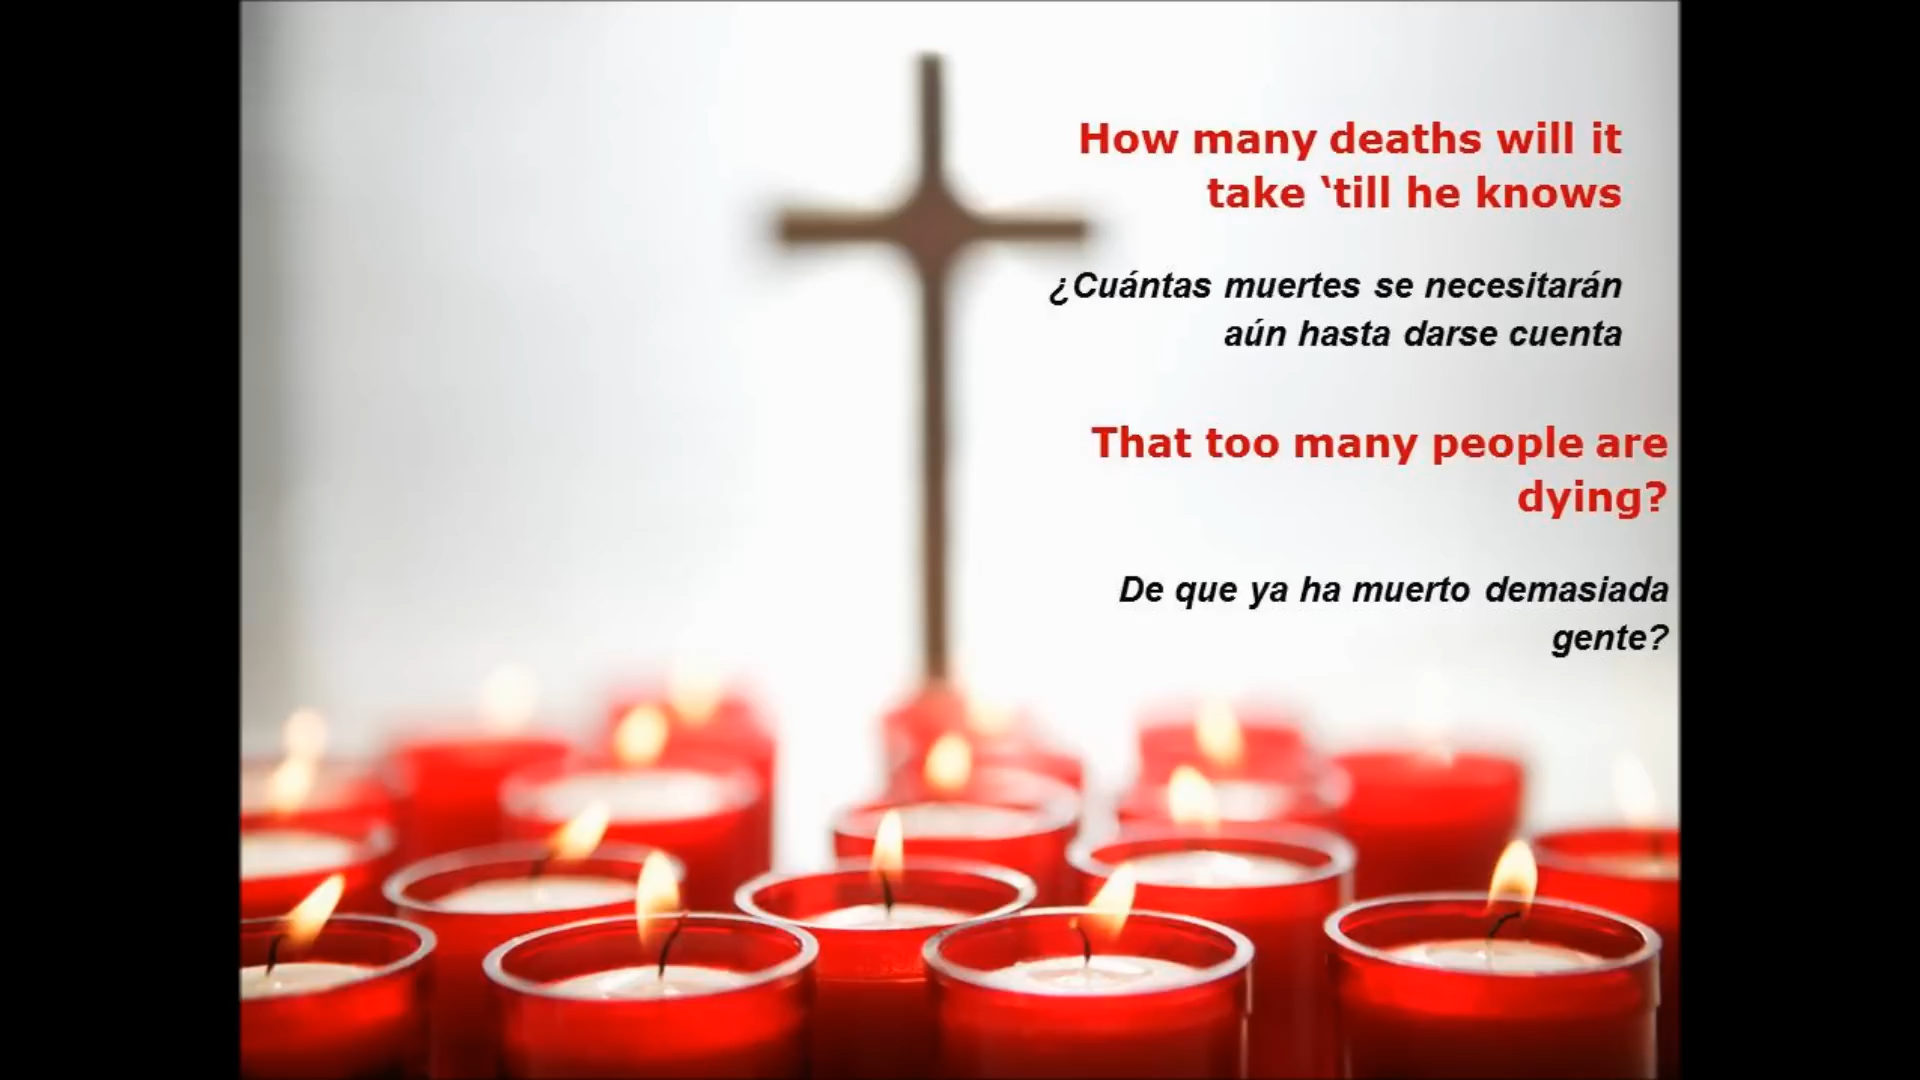 How many deaths will it
take ‘till he knows
¿Cuántas muertes se necesitarán
aún hasta darse cuenta
That too many people are
dying?
De que ya ha muerto demasiada
gente?